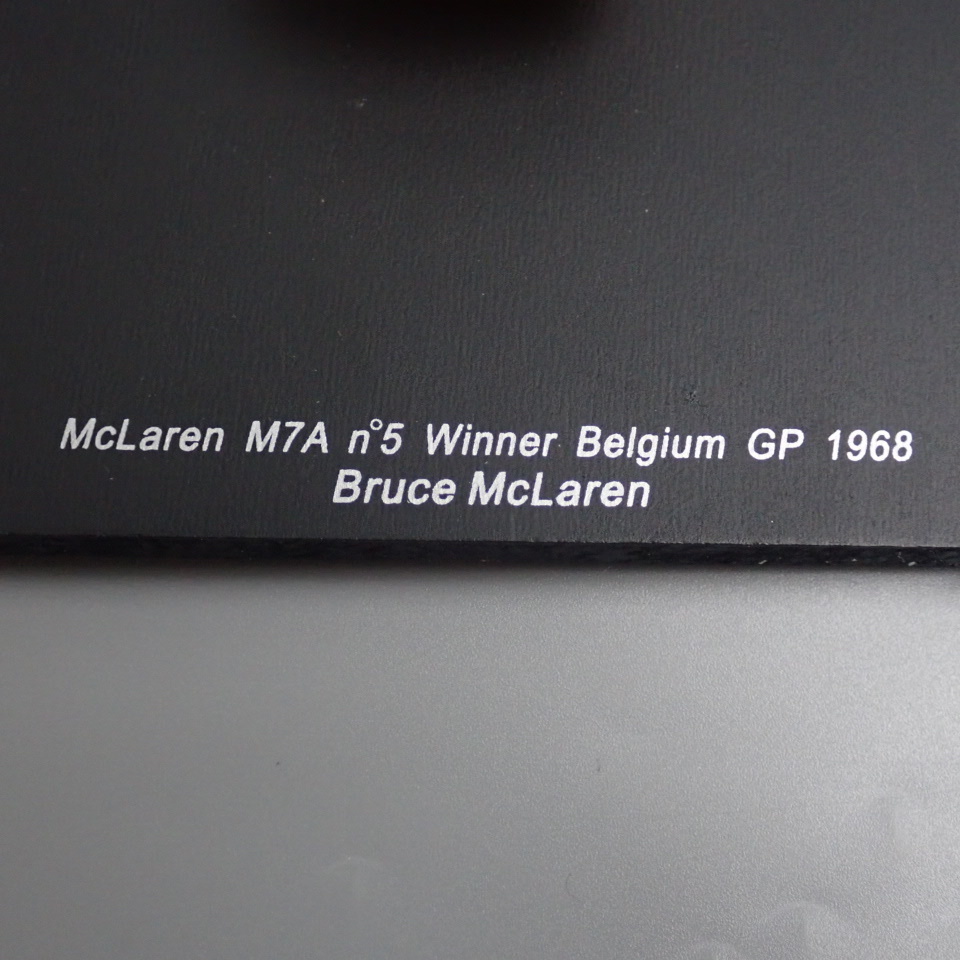 McLaren M7A n°5 Winner Belgium GP 1968
Bruce McLaren